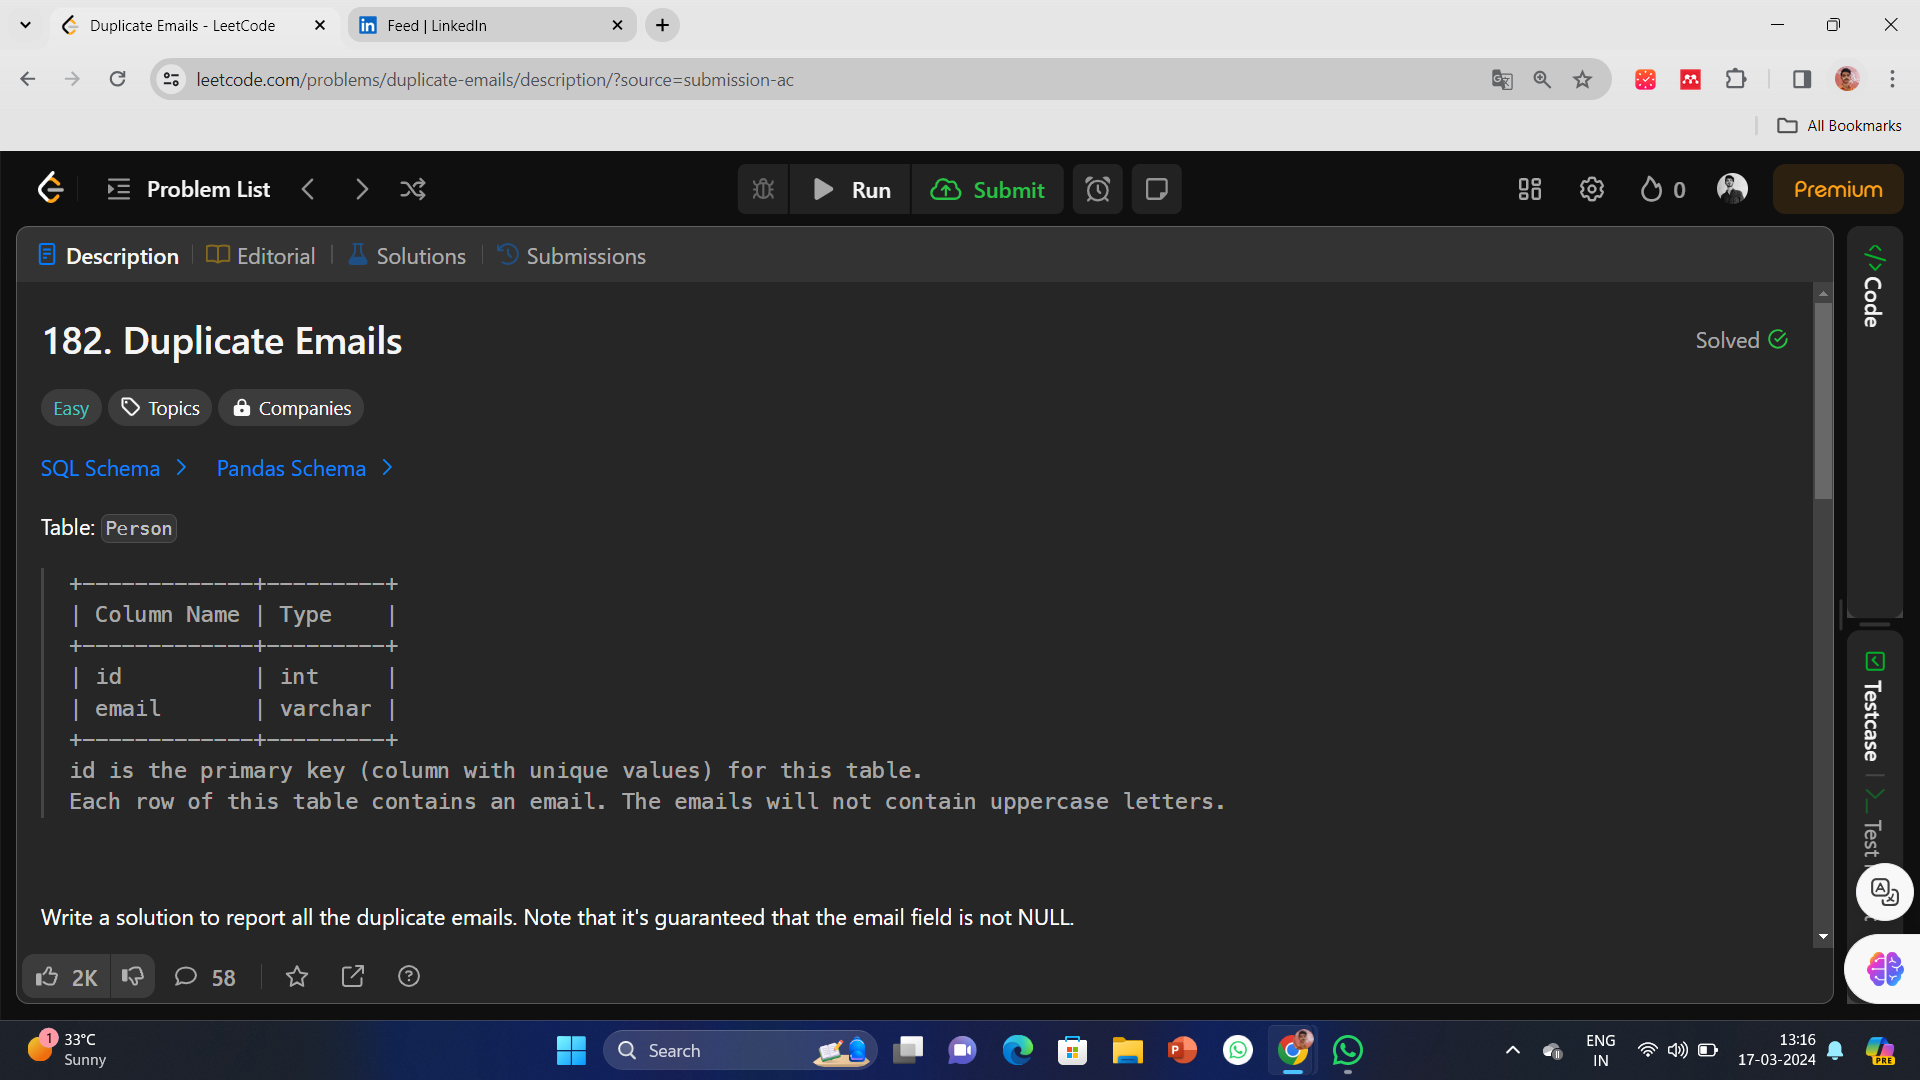 Duplicate Emails - LeetCode
Feed | LinkedIn
leetcode.com/problems/duplicate-emails/description/?source=submission-ac
All Bookmarks
Problem List
Run
Submit
0
Premium
Description
Editorial
Solutions
Submissions
Code
182. Duplicate Emails
Solved
Easy
Topics
Companies
SQL Schema
Pandas Schema
Table: Person
+-------------+---------+
| Column Name | Type    |
+-------------+---------+
| id          | int     |
| email       | varchar |
+-------------+---------+
id is the primary key (column with unique values) for this table.
Each row of this table contains an email. The emails will not contain uppercase letters.
Testcase
Test
Write a solution to report all the duplicate emails. Note that it's guaranteed that the email field is not NULL.
2K
58
1
33°C
Sunny
Search
ENG
IN
13:16
17-03-2024
PRE